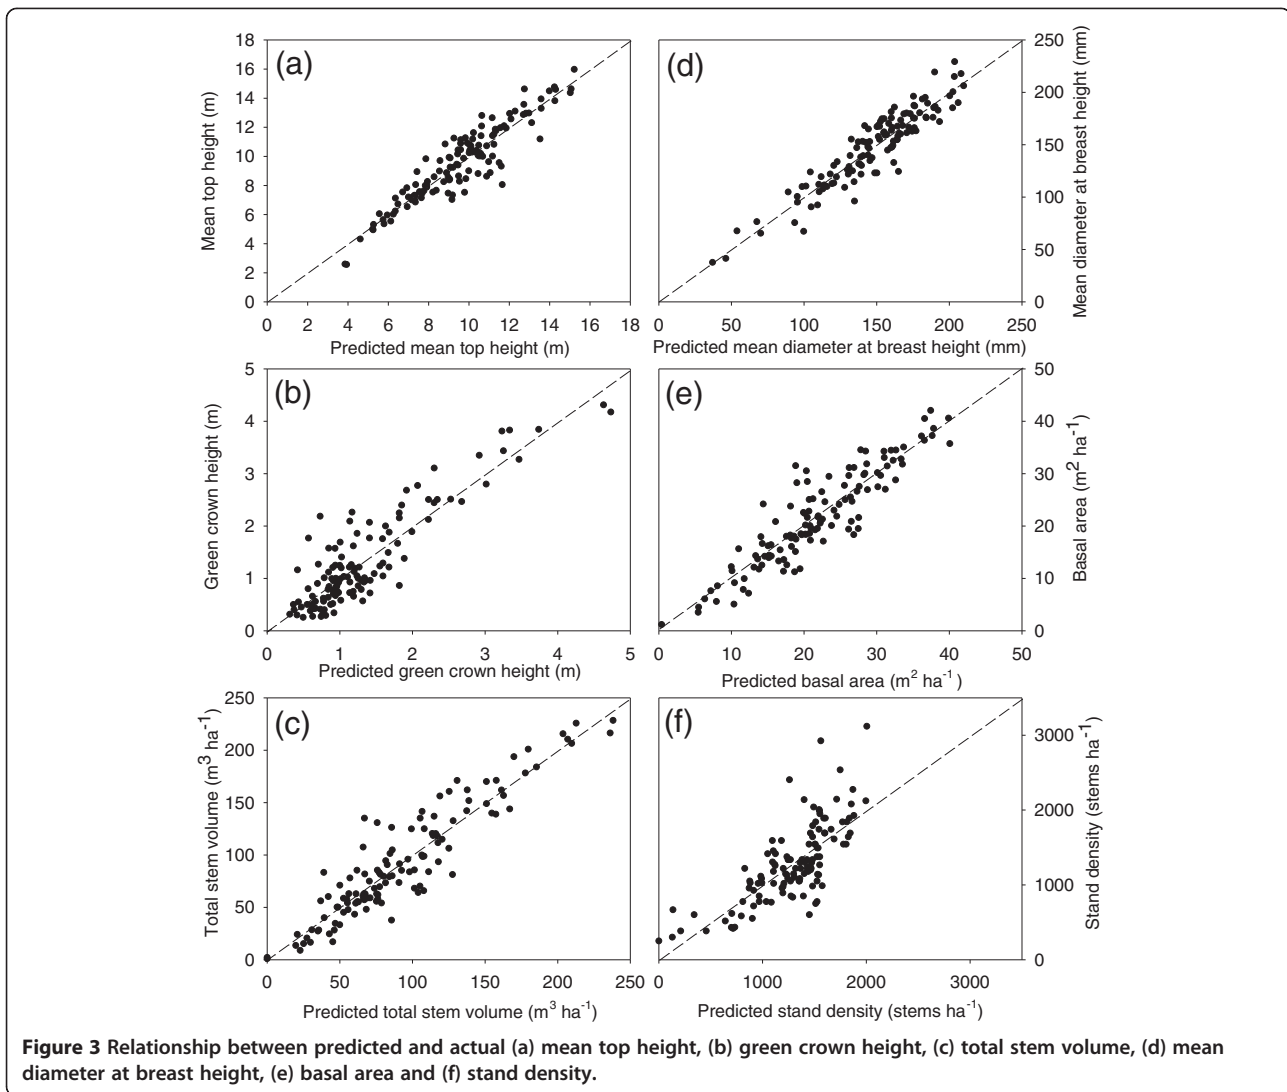 (a)
18
16
14
12
10
8
6
4
2
0
Mean top height (m)
0 2 4 6 8 10 12 14 16 18
Predicted mean top height (m)
(d)
250
200
150
100
50
0
Mean diameter at breast height (mm)
0 50 100 150 200 250
Predicted mean diameter at breast height (mm)
(b)
5
4
3
2
1
0
Green crown height (m)
0 1 2 3 4 5
Predicted green crown height (m)
(e)
50
40
30
20
10
0
Basal area (m² ha⁻¹)
0 10 20 30 40 50
Predicted basal area (m² ha⁻¹)
(c)
250
200
150
100
50
0
Total stem volume (m³ ha⁻¹)
0 50 100 150 200 250
Predicted total stem volume (m³ ha⁻¹)
(f)
3000
2000
1000
0
Stand density (stems ha⁻¹)
0 1000 2000 3000
Predicted stand density (stems ha⁻¹)
Figure 3 Relationship between predicted and actual (a) mean top height, (b) green crown height, (c) total stem volume, (d) mean
diameter at breast height, (e) basal area and (f) stand density.